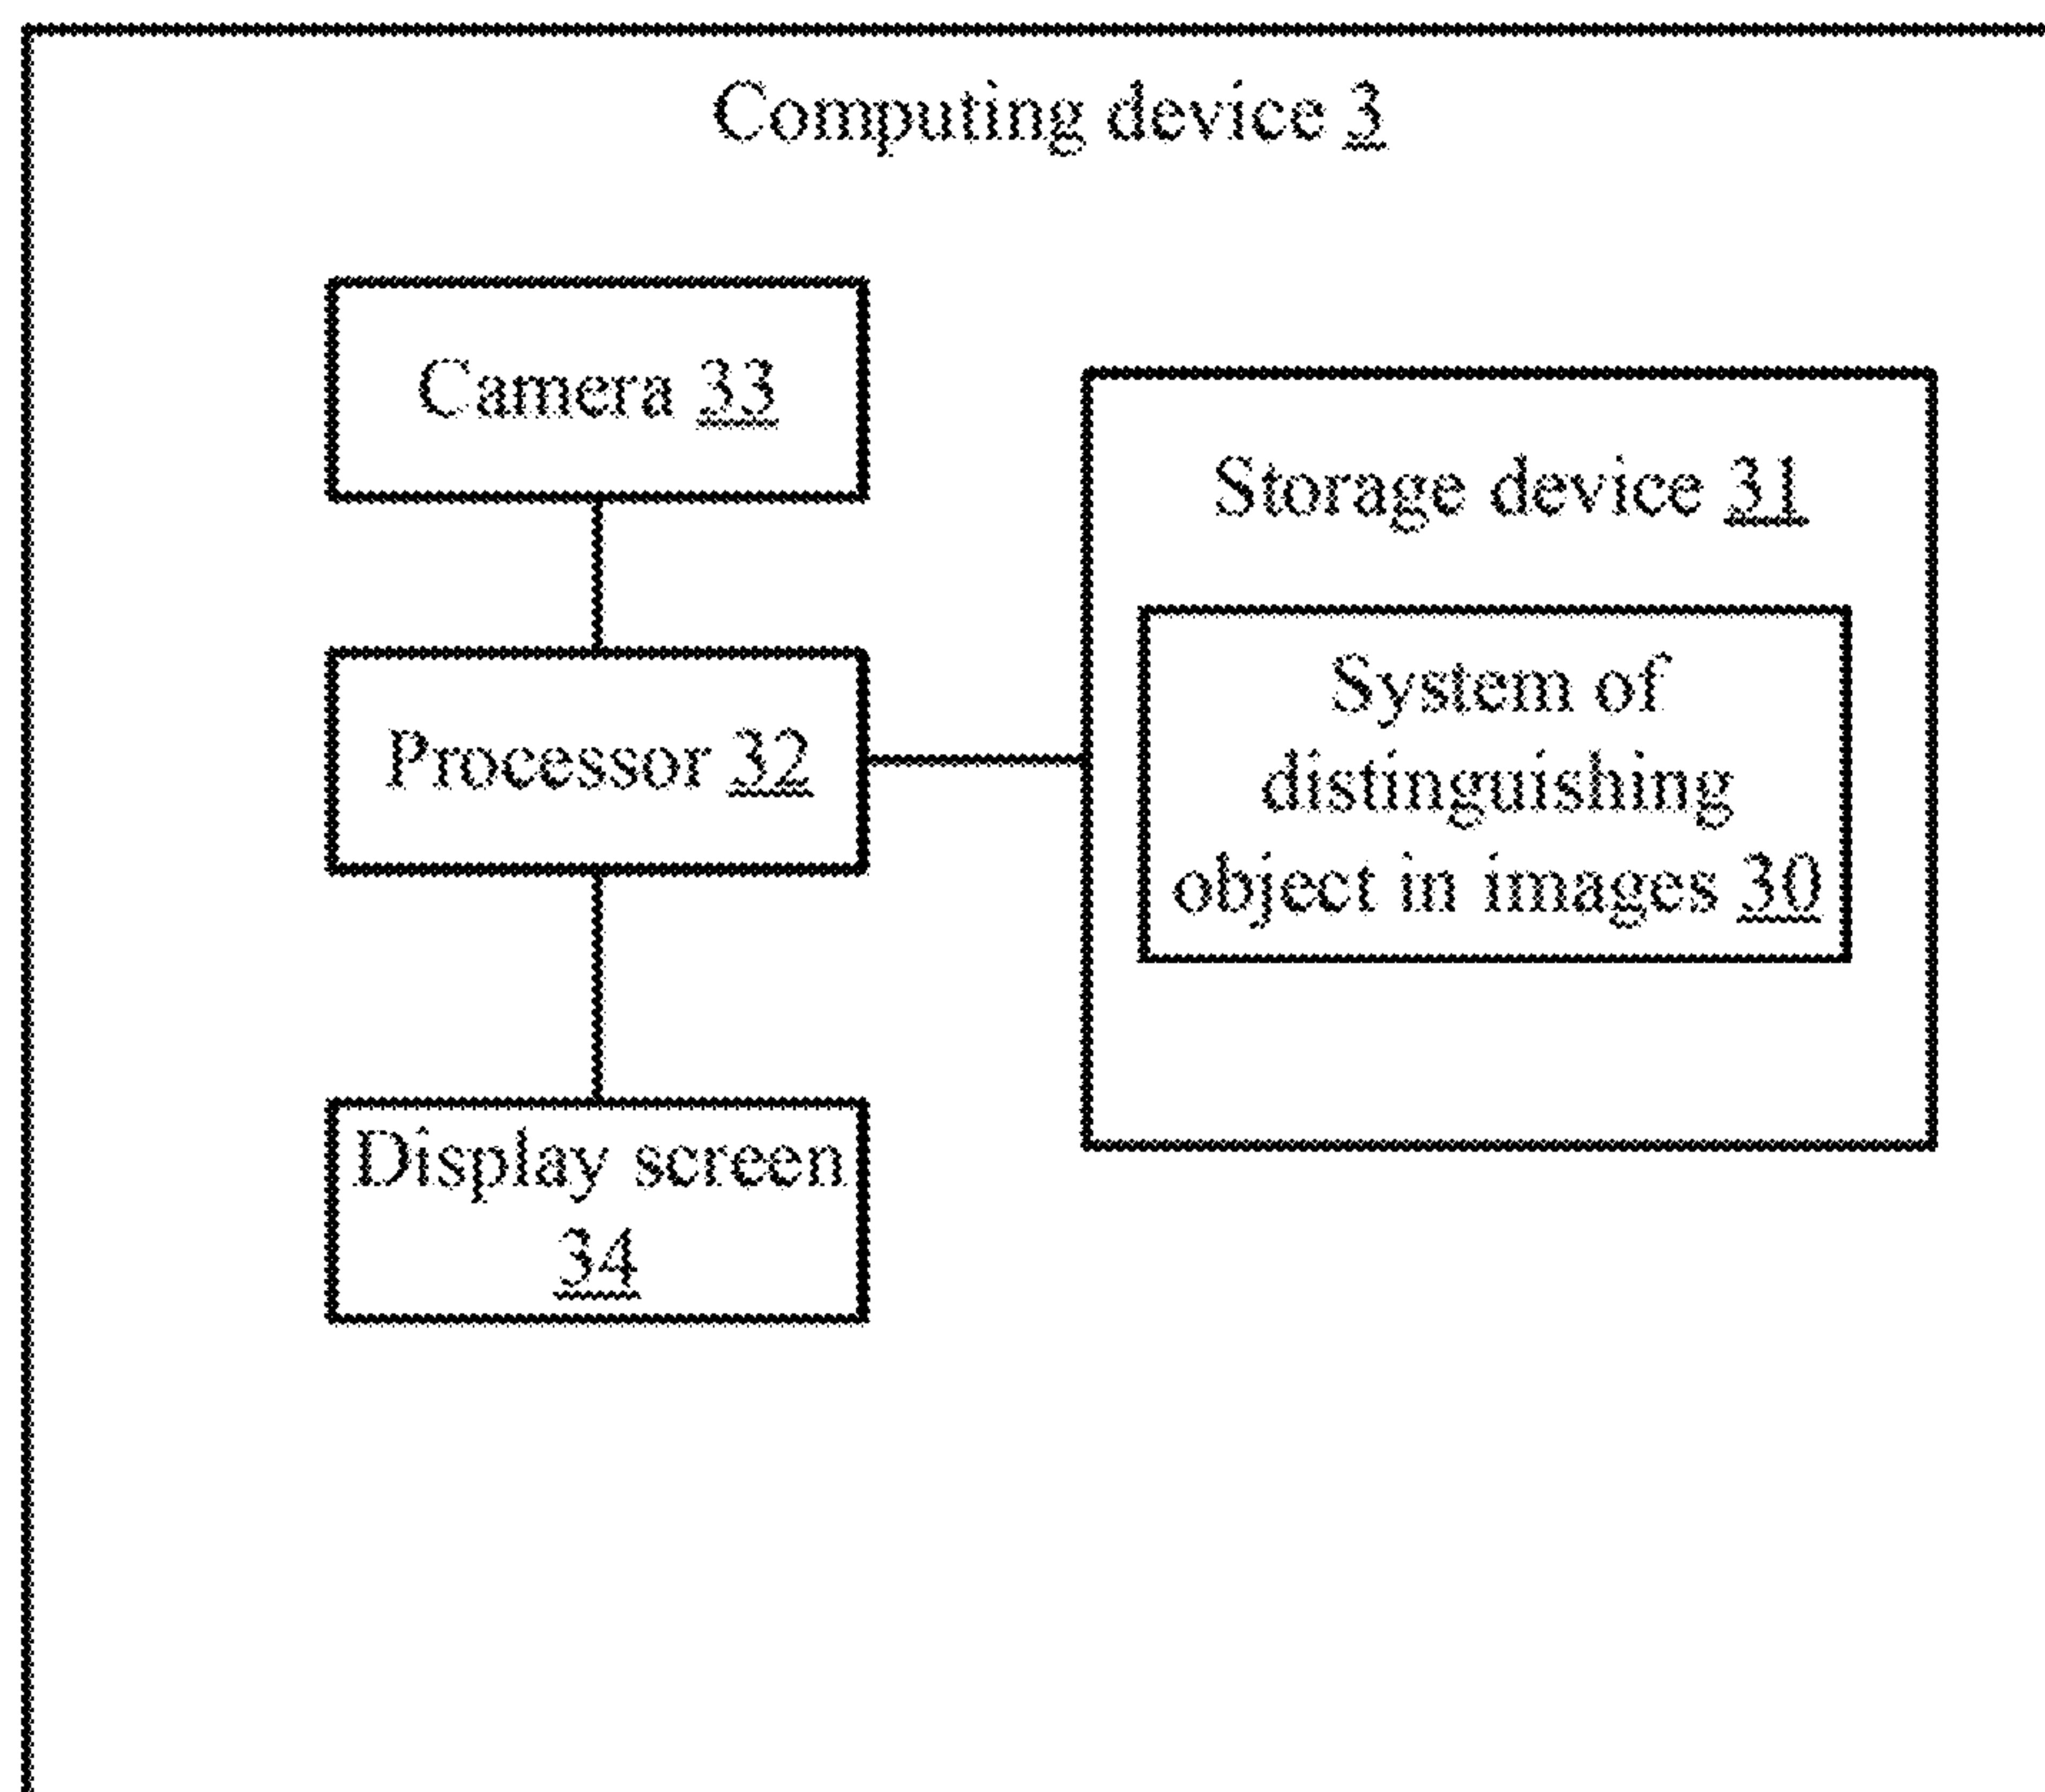 Computing device 3
Camera 33
Storage device 31
System of
distinguishing
object in images 30
Processor 32
Display screen
34